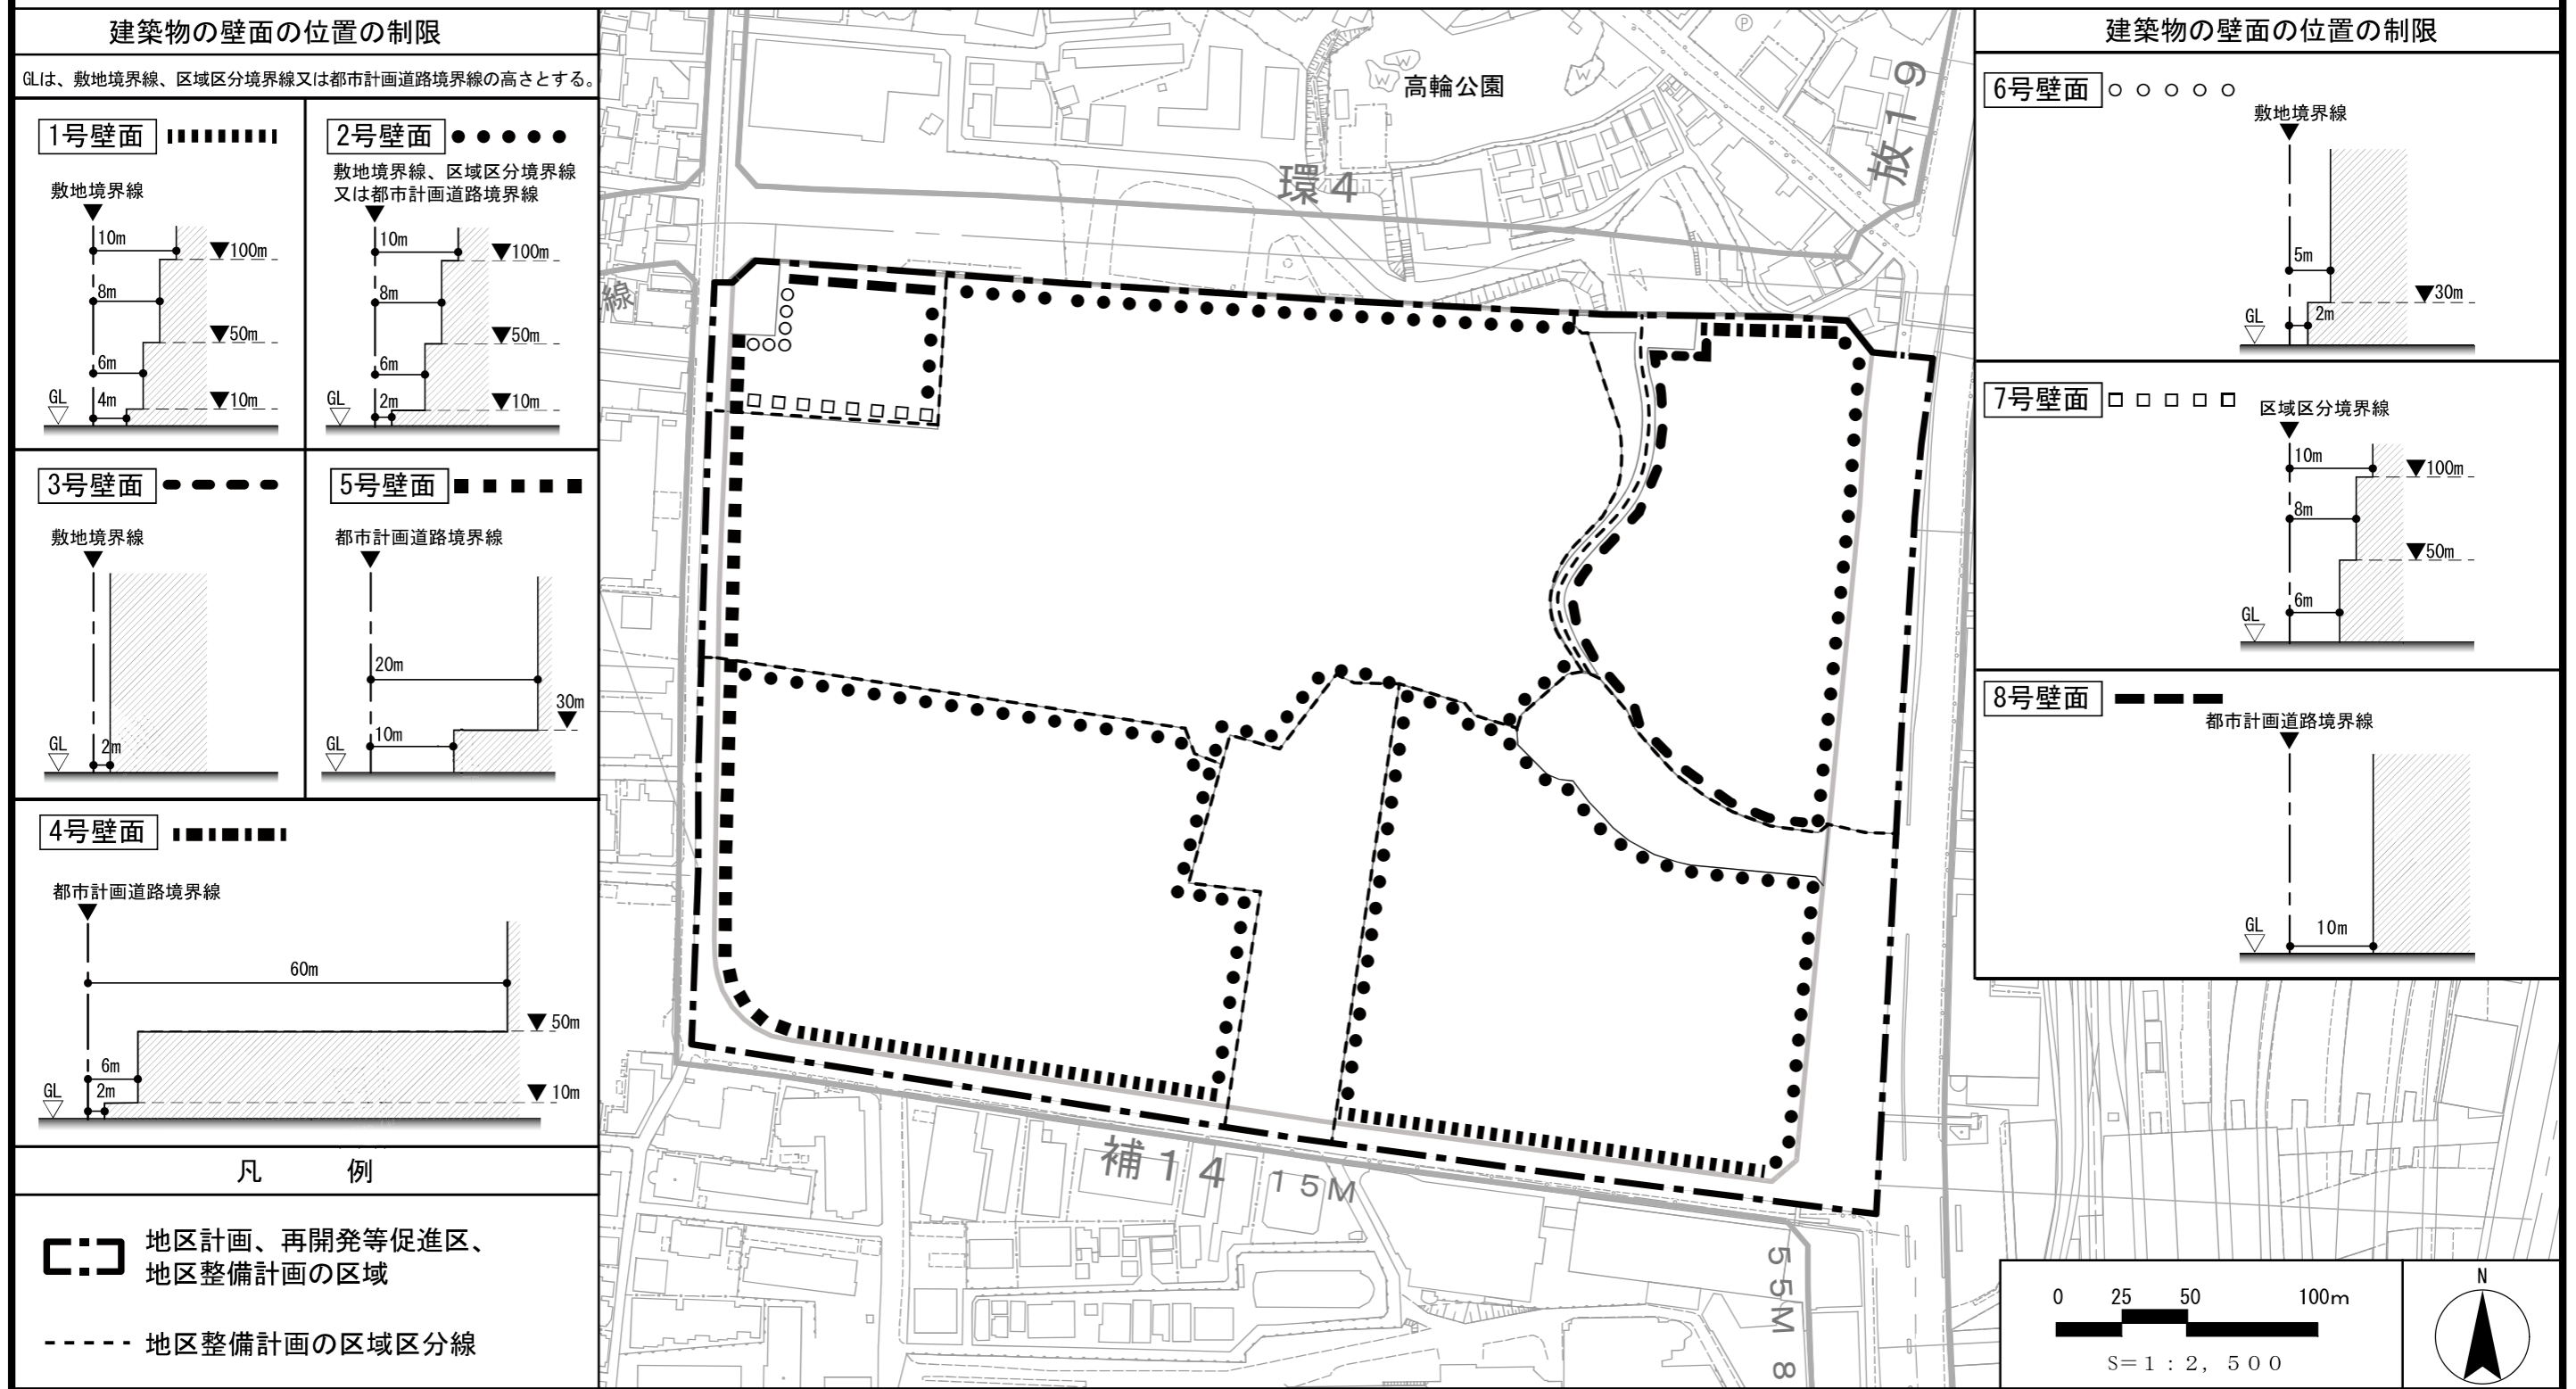 建築物の壁面の位置の制限
GLは、敷地境界線、区域区分境界線又は都市計画道路境界線の高さとする。
1号壁面
敷地境界線
10m
▼100m
8m
▼50m
6m
GL
4m
▼10m
2号壁面
敷地境界線、区域区分境界線
又は都市計画道路境界線
10m
▼100m
8m
▼50m
6m
GL
2m
▼10m
3号壁面
敷地境界線
GL
2m
5号壁面
都市計画道路境界線
20m
30m
GL
10m
4号壁面
都市計画道路境界線
60m
▼50m
6m
GL
2m
▼10m
凡 例
地区計画、再開発等促進区、
地区整備計画の区域
地区整備計画の区域区分線
高輪公園
P
W
W
W
環4
放19
線
補14 15M
55M 8
建築物の壁面の位置の制限
6号壁面
敷地境界線
5m
▼30m
GL
2m
7号壁面
区域区分境界線
10m
▼100m
8m
▼50m
6m
GL
8号壁面
都市計画道路境界線
GL
10m
0 25 50 100m
S=1:2,500
N